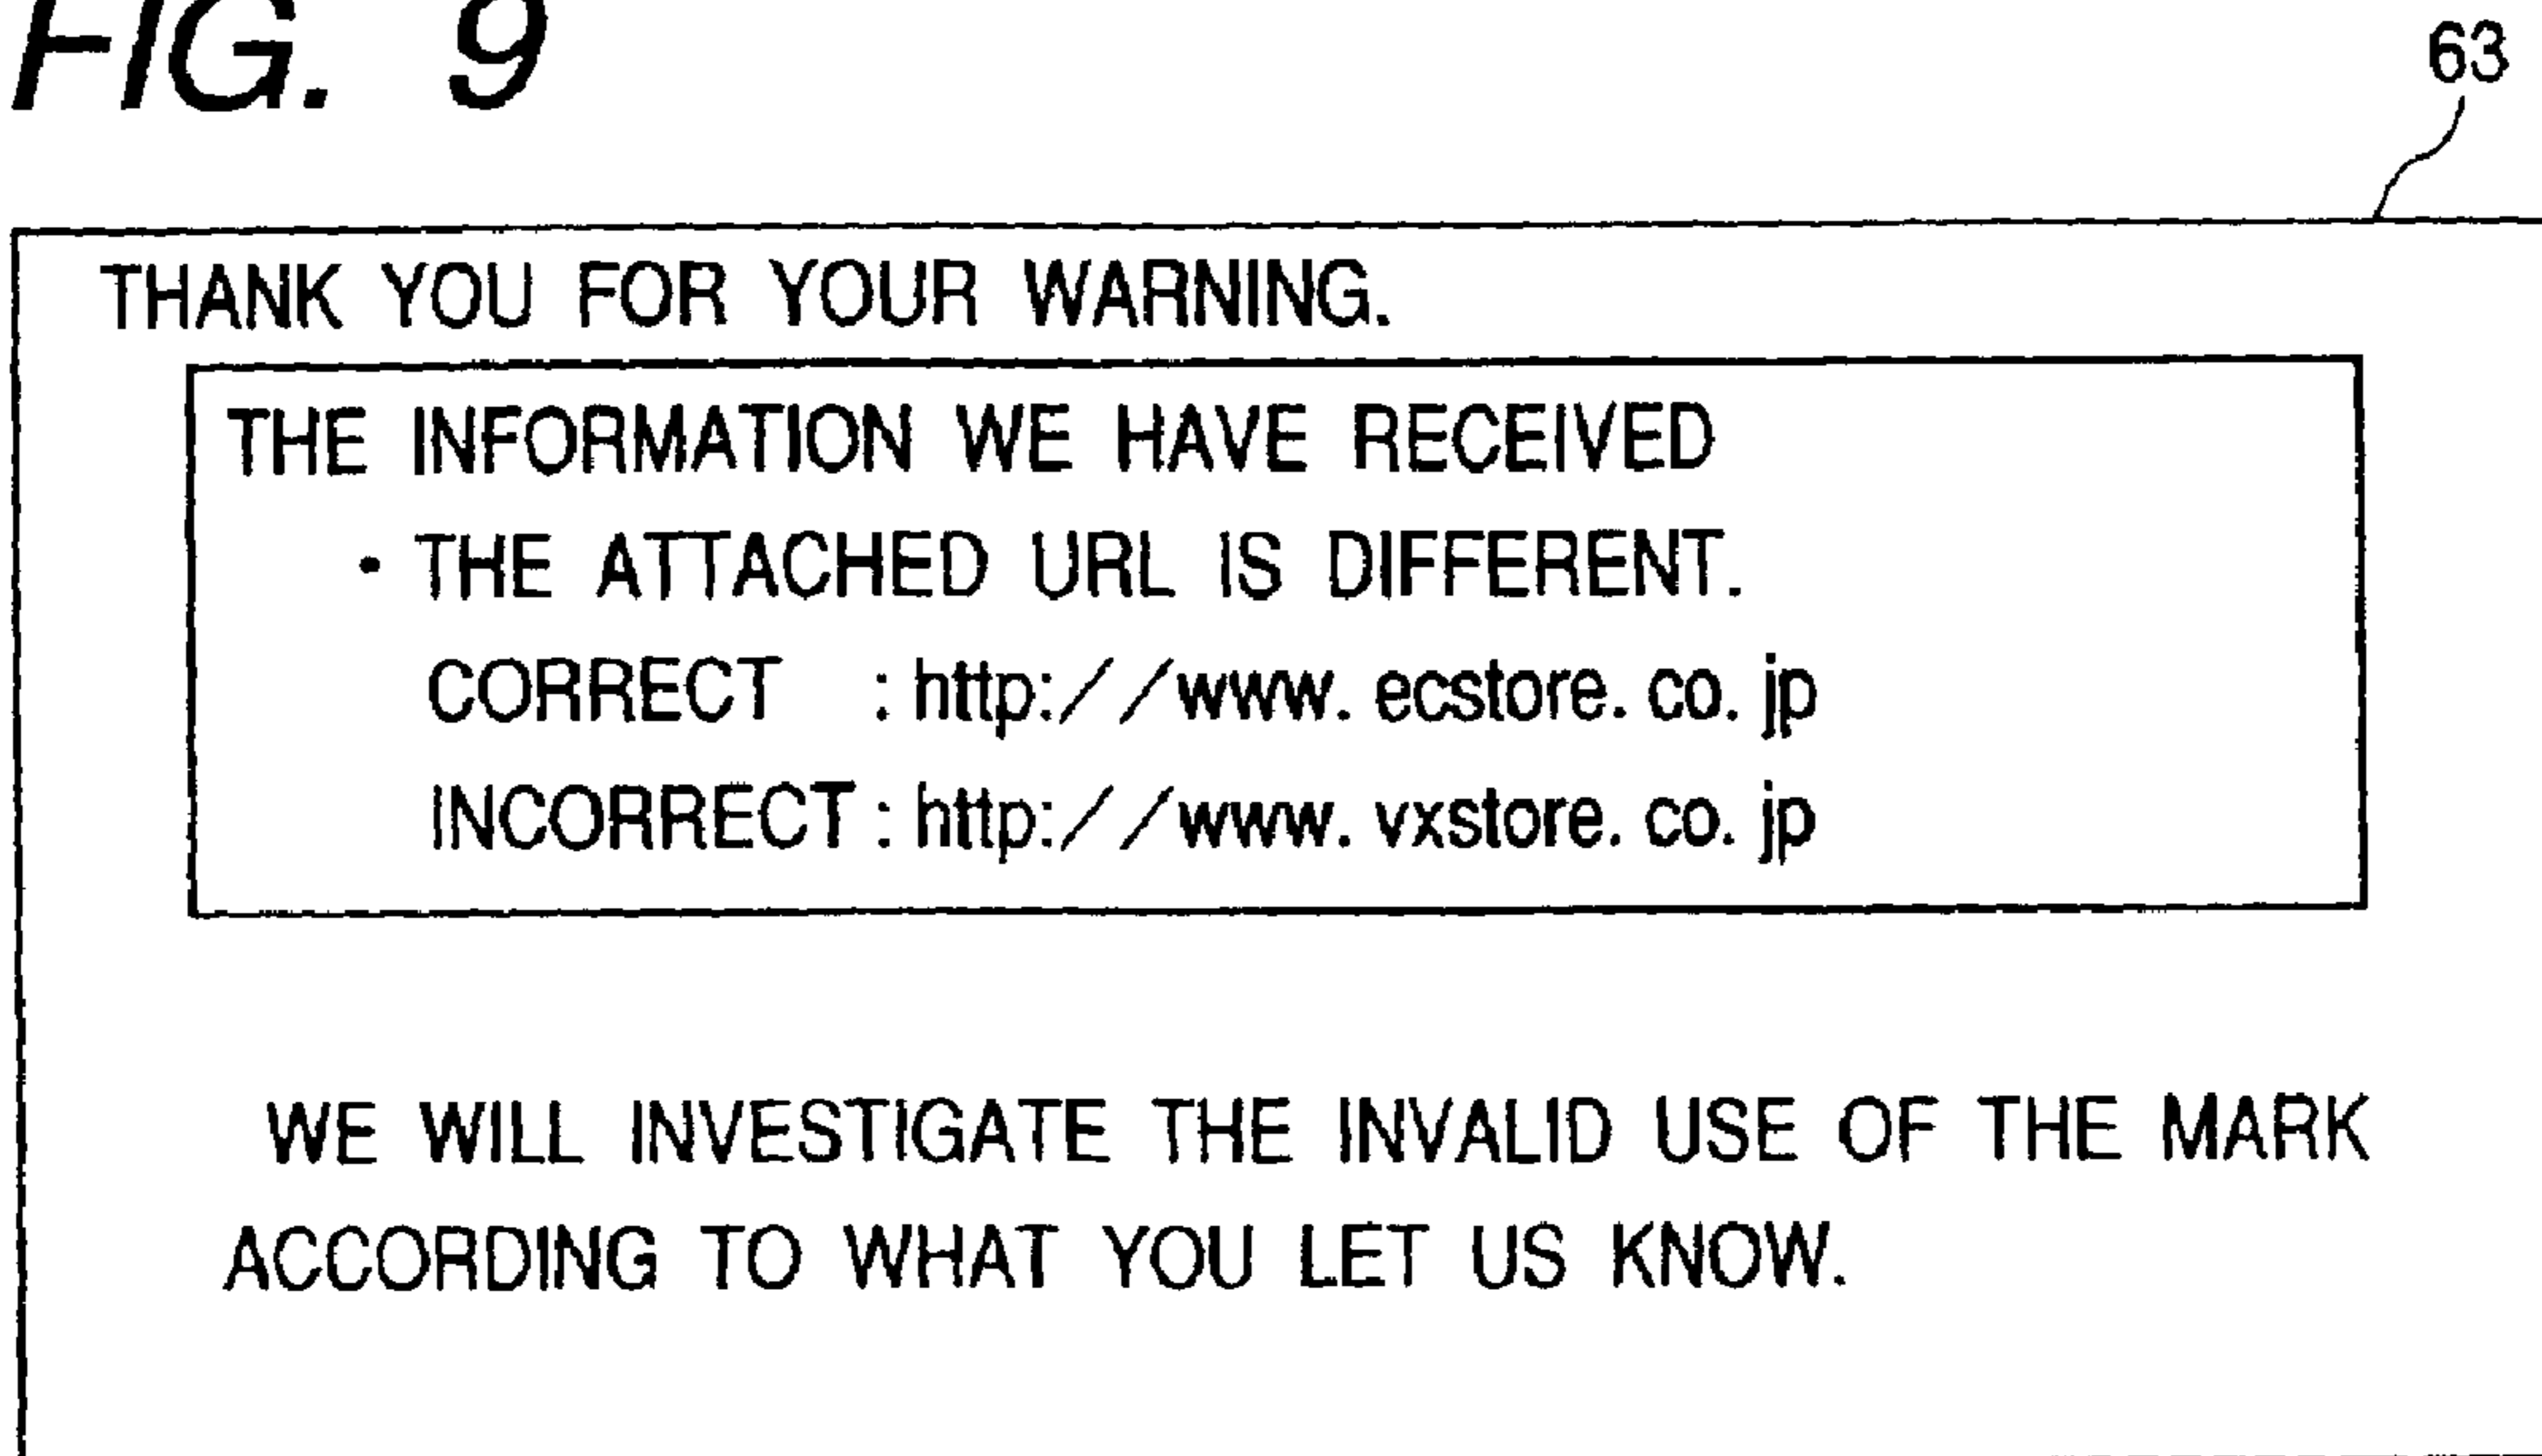 FIG. 9
63
THANK YOU FOR YOUR WARNING.
THE INFORMATION WE HAVE RECEIVED
• THE ATTACHED URL IS DIFFERENT.
CORRECT : http://www.ecstore.co.jp
INCORRECT : http://www.vxstore.co.jp
WE WILL INVESTIGATE THE INVALID USE OF THE MARK
ACCORDING TO WHAT YOU LET US KNOW.